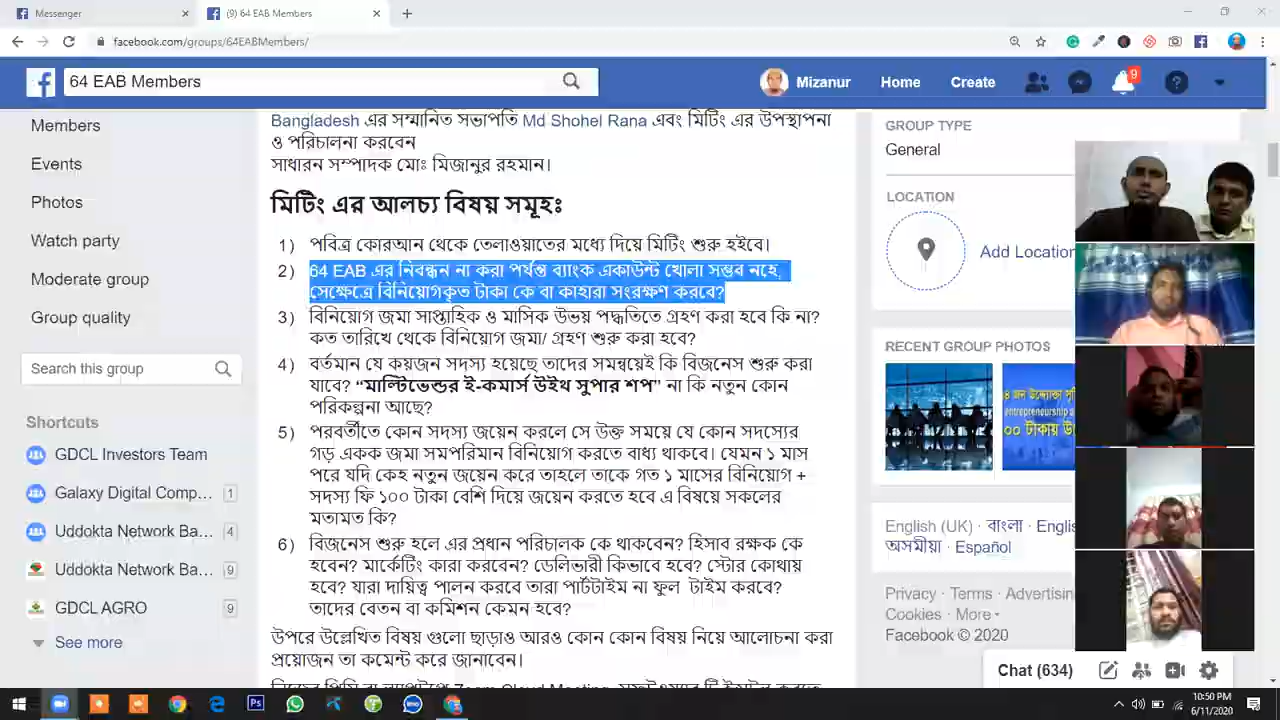 Messenger
(9) 64 EAB Members
facebook.com/groups/64EABMembers/
64 EAB Members
Mizanur
Home
Create
9
Members
Events
Photos
Watch party
Moderate group
Group quality
Search this group
Shortcuts
GDCL Investors Team
Galaxy Digital Comp... 1
Uddokta Network Ba... 4
Uddokta Network Ba... 9
GDCL AGRO 9
See more
Bangladesh এর সম্মানিত সভাপতি Md Shohel Rana এবং মিটিং এর উপস্থাপনা
ও পরিচালনা করবেন
সাধারন সম্পাদক মোঃ মিজানুর রহমান।
মিটিং এর আলচ্য বিষয় সমূহঃ
1) পবিত্র কোরআন থেকে তেলাওয়াতের মধ্যে দিয়ে মিটিং শুরু হইবে।
2) 64 EAB এর নিবন্ধন না করা পর্যন্ত ব্যাংক একাউন্ট খোলা সম্ভব নহে,
সেক্ষেত্রে বিনিয়োগকৃত টাকা কে বা কাহারা সংরক্ষণ করবে?
3) বিনিয়োগ জমা সাপ্তাহিক ও মাসিক উভয় পদ্ধতিতে গ্রহণ করা হবে কি না?
কত তারিখে থেকে বিনিয়োগ জমা/ গ্রহণ শুরু করা হবে?
4) বর্তমান যে কয়জন সদস্য হয়েছে তাদের সমন্বয়েই কি বিজনেস শুরু করা
যাবে? “মাল্টিভেন্ডর ই-কমার্স উইথ সুপার শপ” না কি নতুন কোন
পরিকল্পনা আছে?
5) পরবর্তীতে কোন সদস্য জয়েন করলে সে উক্ত সময়ে যে কোন সদস্যের
গড় একক জমা সমপরিমান বিনিয়োগ করতে বাধ্য থাকবে। যেমন ১ মাস
পরে যদি কেহ নতুন জয়েন করে তাহলে তাকে গত ১ মাসের বিনিয়োগ +
সদস্য ফি ১০০ টাকা বেশি দিয়ে জয়েন করতে হবে এ বিষয়ে সকলের
মতামত কি?
6) বিজনেস শুরু হলে এর প্রধান পরিচালক কে থাকবেন? হিসাব রক্ষক কে
হবেন? মার্কেটিং কারা করবেন? ডেলিভারী কিভাবে হবে? স্টোর কোথায়
হবে? যারা দায়িত্ব পালন করবে তারা পার্টটাইম না ফুল টাইম করবে?
তাদের বেতন বা কমিশন কেমন হবে?
উপরে উল্লেখিত বিষয় গুলো ছাড়াও আরও কোন কোন বিষয় নিয়ে আলোচনা করা
প্রয়োজন তা কমেন্ট করে জানাবেন।
GROUP TYPE
General
LOCATION
Add Location
RECENT GROUP PHOTOS
English (UK) · বাংলা ·
অসমীয়া · Español
Privacy · Terms · Advertising
Cookies · More
Facebook © 2020
Chat (634)
10:50 PM
6/11/2020